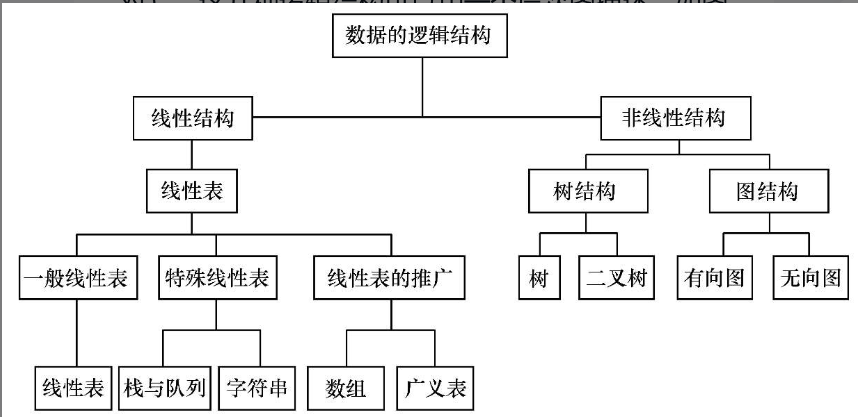 数据的逻辑结构
线性结构
非线性结构
线性表
树结构
图结构
一般线性表
特殊线性表
线性表的推广
树
二叉树
有向图
无向图
线性表
栈与队列
字符串
数组
广义表